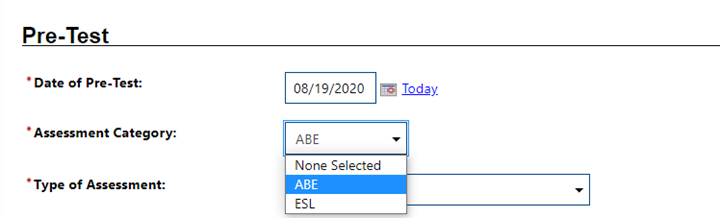 Pre-Test
*Date of Pre-Test: 08/19/2020 Today
*Assessment Category: ABE
None Selected
*Type of Assessment: ABE
ESL